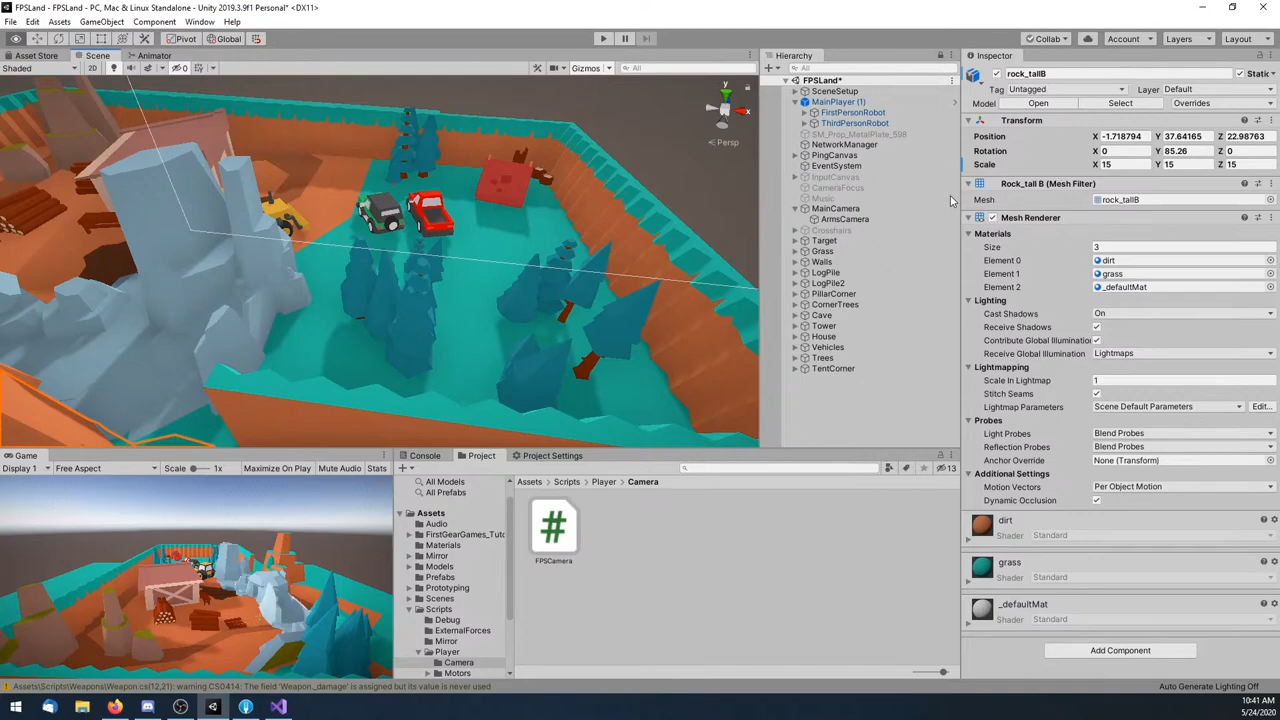 FPSLand - FPSLand - PC, Mac & Linux Standalone - Unity 2019.3.9f1 Personal* <DX11>
File Edit Assets GameObject Component Window Help
Pivot Global Collab Account Layers Layout
Asset Store Scene Animator
Shaded 2D 0 Gizmos All
y x
Persp
Hierarchy
All
FPSLand*
SceneSetup
MainPlayer (1)
FirstPersonRobot
ThirdPersonRobot
SM_Prop_MetalPlate_598
NetworkManager
PingCanvas
EventSystem
InputCanvas
CameraFocus
Music
MainCamera
ArmsCamera
Crosshairs
Target
Grass
Walls
LogPile
LogPile2
PillarCorner
CornerTrees
Cave
Tower
House
Vehicles
Trees
TentCorner
Inspector
rock_tallB Static
Tag Untagged Layer Default
Model Open Select Overrides
Transform
Position X -1.718794 Y 37.64165 Z 22.98763
Rotation X 0 Y 85.26 Z 0
Scale X 15 Y 15 Z 15
Rock_tall B (Mesh Filter)
Mesh rock_tallB
Mesh Renderer
Materials
Size 3
Element 0 dirt
Element 1 grass
Element 2 _defaultMat
Lighting
Cast Shadows On
Receive Shadows
Contribute Global Illumination
Receive Global Illumination Lightmaps
Lightmapping
Scale In Lightmap 1
Stitch Seams
Lightmap Parameters Scene Default Parameters Edit...
Probes
Light Probes Blend Probes
Reflection Probes Blend Probes
Anchor Override None (Transform)
Additional Settings
Motion Vectors Per Object Motion
Dynamic Occlusion
dirt
Shader Standard
grass
Shader Standard
_defaultMat
Shader Standard
Add Component
Game
Display 1 Free Aspect Scale 1x Maximize On Play Mute Audio Stats
Console Project Project Settings
13
All Models
All Prefabs
Assets
Audio
FirstGearGames_Tuto
Materials
Mirror
Models
Prefabs
Prototyping
Scenes
Scripts
Debug
ExternalForces
Mirror
Player
Camera
Motors
Assets Scripts Player Camera
#
FPSCamera
Assets\Scripts\Weapons\Weapon.cs(12,21): warning CS0414: The field 'Weapon._damage' is assigned but its value is never used
Auto Generate Lighting Off
10:41 AM
5/24/2020